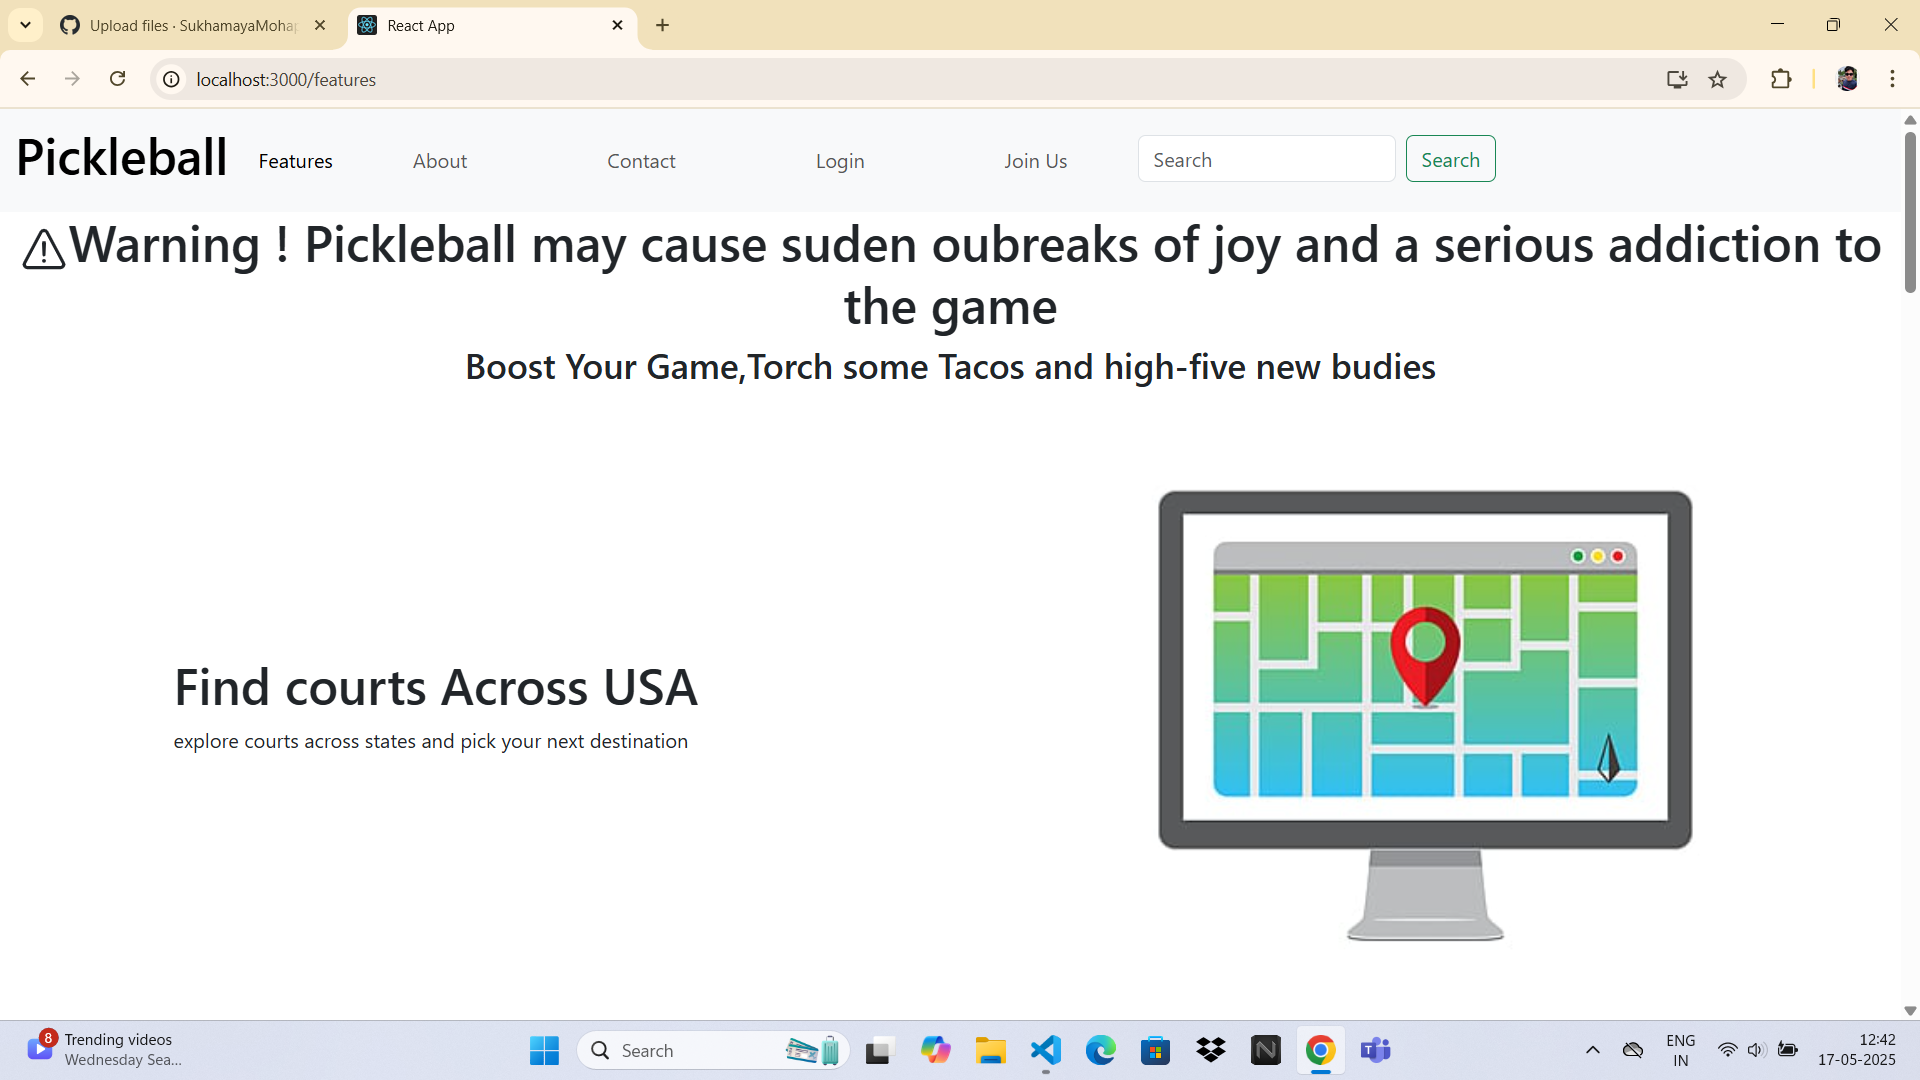 Upload files · SukhamayaMohap
React App
localhost:3000/features
Pickleball Features About Contact Login Join Us Search Search
Warning ! Pickleball may cause suden oubreaks of joy and a serious addiction to
the game
Boost Your Game,Torch some Tacos and high-five new budies
Find courts Across USA
explore courts across states and pick your next destination
8
Trending videos
Wednesday Sea...
Search
ENG
IN
12:42
17-05-2025